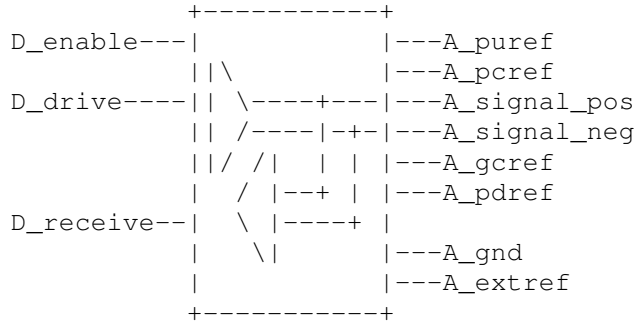 D_enable A_puref
A_pcref
D_drive A_signal_pos
A_signal_neg
A_gcref
A_pdref
D_receive
A_gnd
A_extref